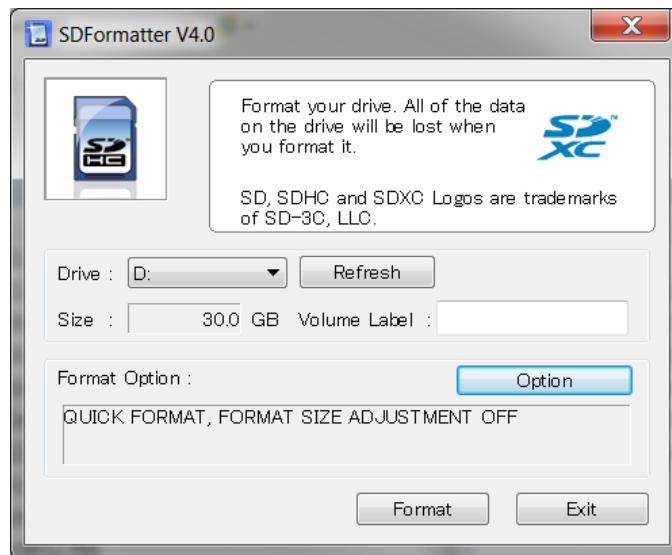 SDFormatter V4.0
SD
HC
Format your drive. All of the data
on the drive will be lost when
you format it.
SD
XC
TM
SD, SDHC and SDXC Logos are trademarks
of SD-3C, LLC.
Drive : D: Refresh
Size : 30.0 GB Volume Label :
Format Option : Option
QUICK FORMAT, FORMAT SIZE ADJUSTMENT OFF
Format Exit